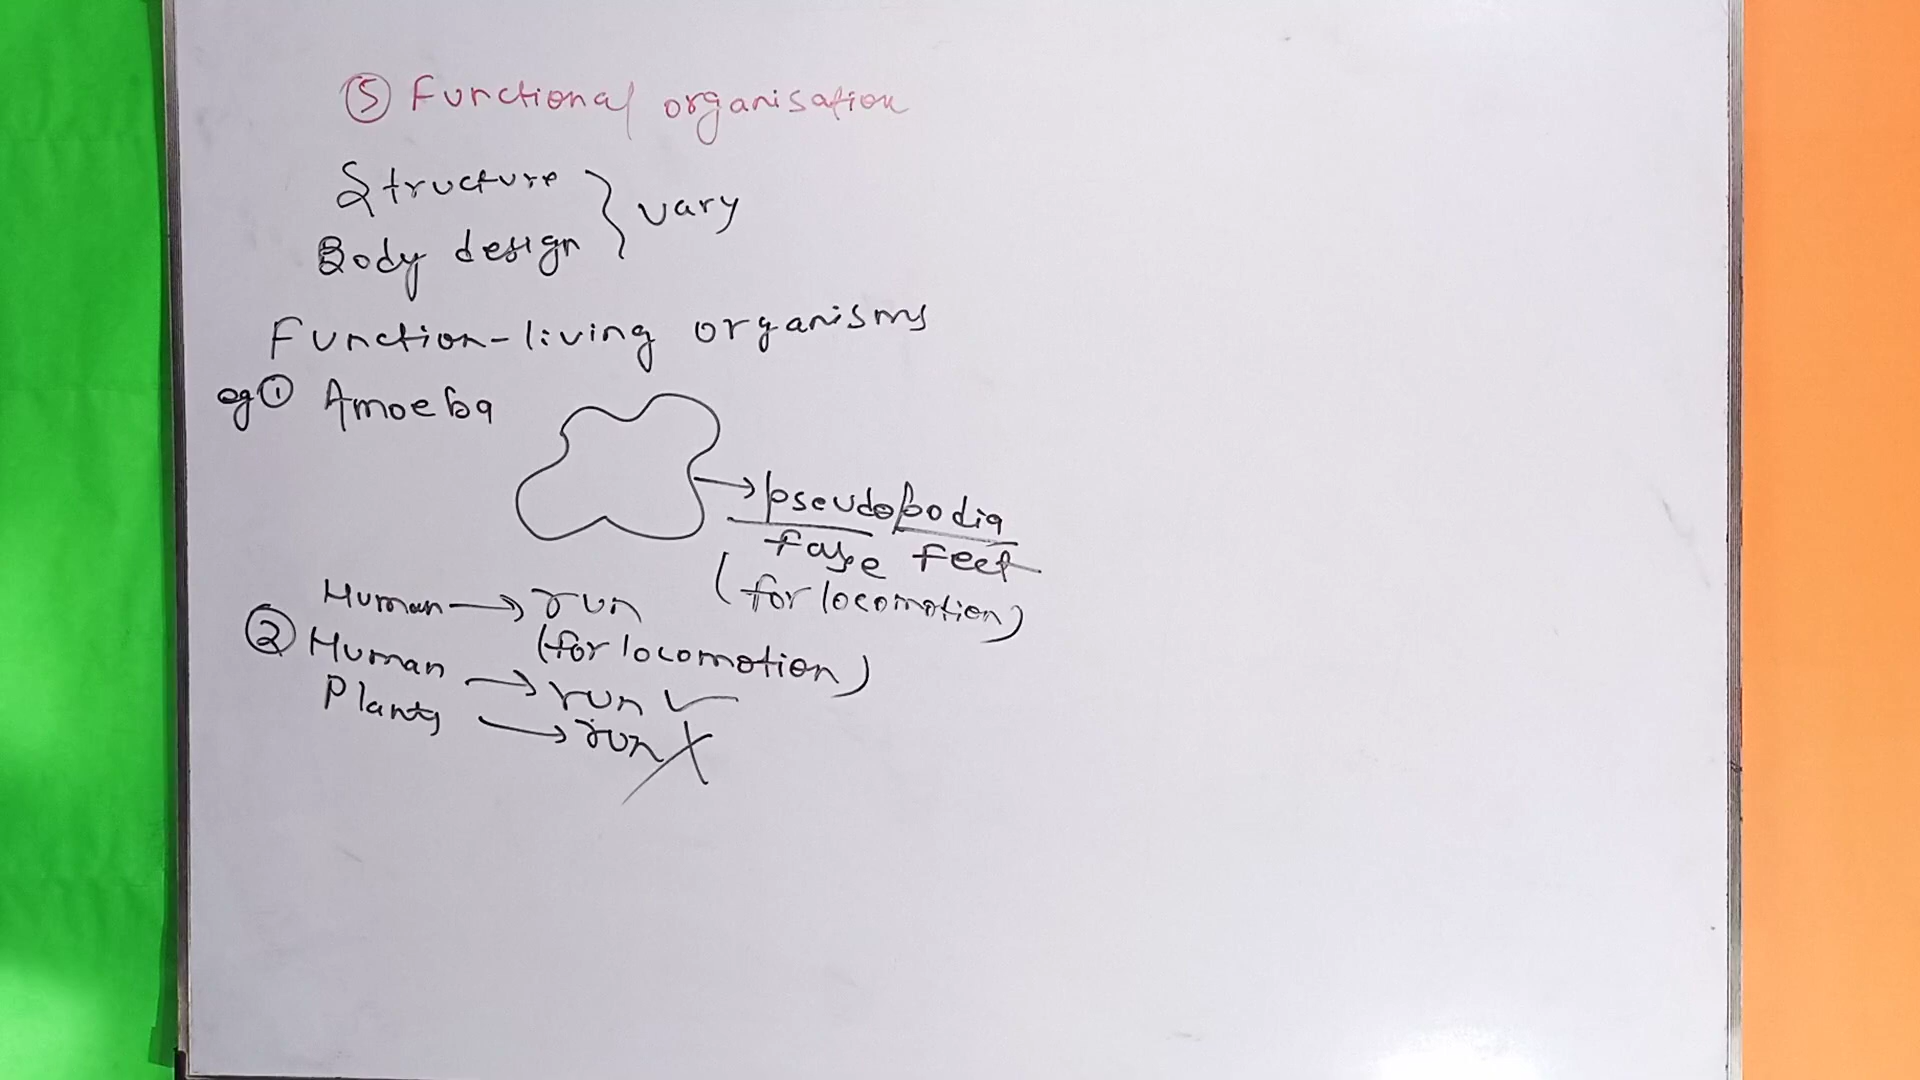 ⑤ Functional organisation
Structure } vary
Body design
Function-living organisms
eg ① Amoeba
→ pseudopodia
false feet
(for locomotion)
Human → run
(for locomotion)
② Human → run ✓
Plants → run X